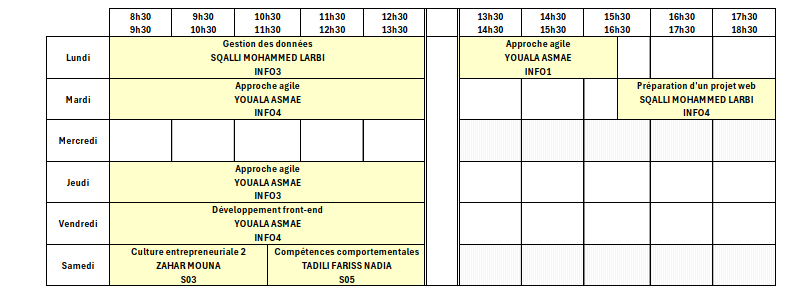 8h30 9h30 10h30 11h30 12h30 13h30 14h30 15h30 16h30 17h30
9h30 10h30 11h30 12h30 13h30 14h30 15h30 16h30 17h30 18h30
Gestion des données Approche agile
Lundi SQALLI MOHAMMED LARBI YOUALA ASMAE
INFO3 INFO1
Approche agile Préparation d'un projet web
Mardi YOUALA ASMAE SQALLI MOHAMMED LARBI
INFO4 INFO4
Mercredi
Approche agile
Jeudi YOUALA ASMAE
INFO3
Développement front-end
Vendredi YOUALA ASMAE
INFO4
Culture entrepreneuriale 2 Compétences comportementales
Samedi ZAHAR MOUNA TADILI FARISS NADIA
S03 S05